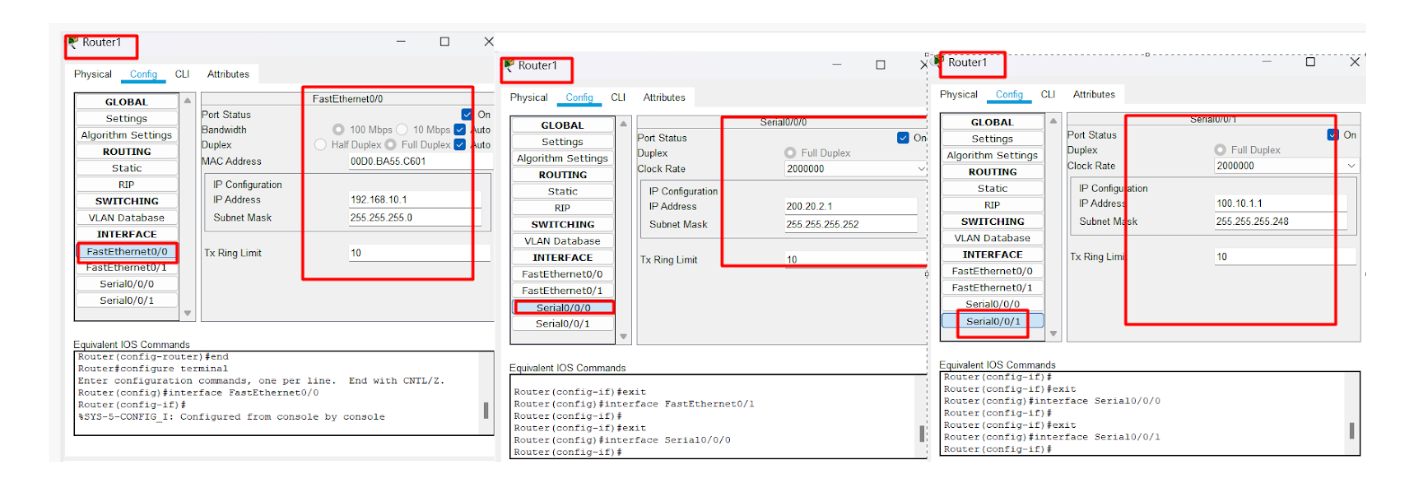 Router1
Physical Config CLI Attributes
GLOBAL
Settings
Algorithm Settings
ROUTING
Static
RIP
SWITCHING
VLAN Database
INTERFACE
FastEthernet0/0
FastEthernet0/1
Serial0/0/0
Serial0/0/1
FastEthernet0/0
Port Status On
Bandwidth 100 Mbps 10 Mbps Auto
Duplex Half Duplex Full Duplex Auto
MAC Address 00D0.BA55.C601
IP Configuration
IP Address 192.168.10.1
Subnet Mask 255.255.255.0
Tx Ring Limit 10
Equivalent IOS Commands
Router(config-router)#end
Router#configure terminal
Enter configuration commands, one per line. End with CNTL/Z.
Router(config)#interface FastEthernet0/0
Router(config-if)#
%SYS-5-CONFIG_I: Configured from console by console
Router1
Physical Config CLI Attributes
GLOBAL
Settings
Algorithm Settings
ROUTING
Static
RIP
SWITCHING
VLAN Database
INTERFACE
FastEthernet0/0
FastEthernet0/1
Serial0/0/0
Serial0/0/1
Serial0/0/0
Port Status On
Duplex Full Duplex
Clock Rate 2000000
IP Configuration
IP Address 200.20.2.1
Subnet Mask 255.255.255.252
Tx Ring Limit 10
Equivalent IOS Commands
Router(config-if)#exit
Router(config)#interface FastEthernet0/1
Router(config-if)#
Router(config-if)#exit
Router(config)#interface Serial0/0/0
Router(config-if)#
Router1
Physical Config CLI Attributes
GLOBAL
Settings
Algorithm Settings
ROUTING
Static
RIP
SWITCHING
VLAN Database
INTERFACE
FastEthernet0/0
FastEthernet0/1
Serial0/0/0
Serial0/0/1
Serial0/0/1
Port Status On
Duplex Full Duplex
Clock Rate 2000000
IP Configuration
IP Address 100.10.1.1
Subnet Mask 255.255.255.248
Tx Ring Limit 10
Equivalent IOS Commands
Router(config-if)#
Router(config-if)#exit
Router(config)#interface Serial0/0/0
Router(config-if)#
Router(config-if)#exit
Router(config)#interface Serial0/0/1
Router(config-if)#